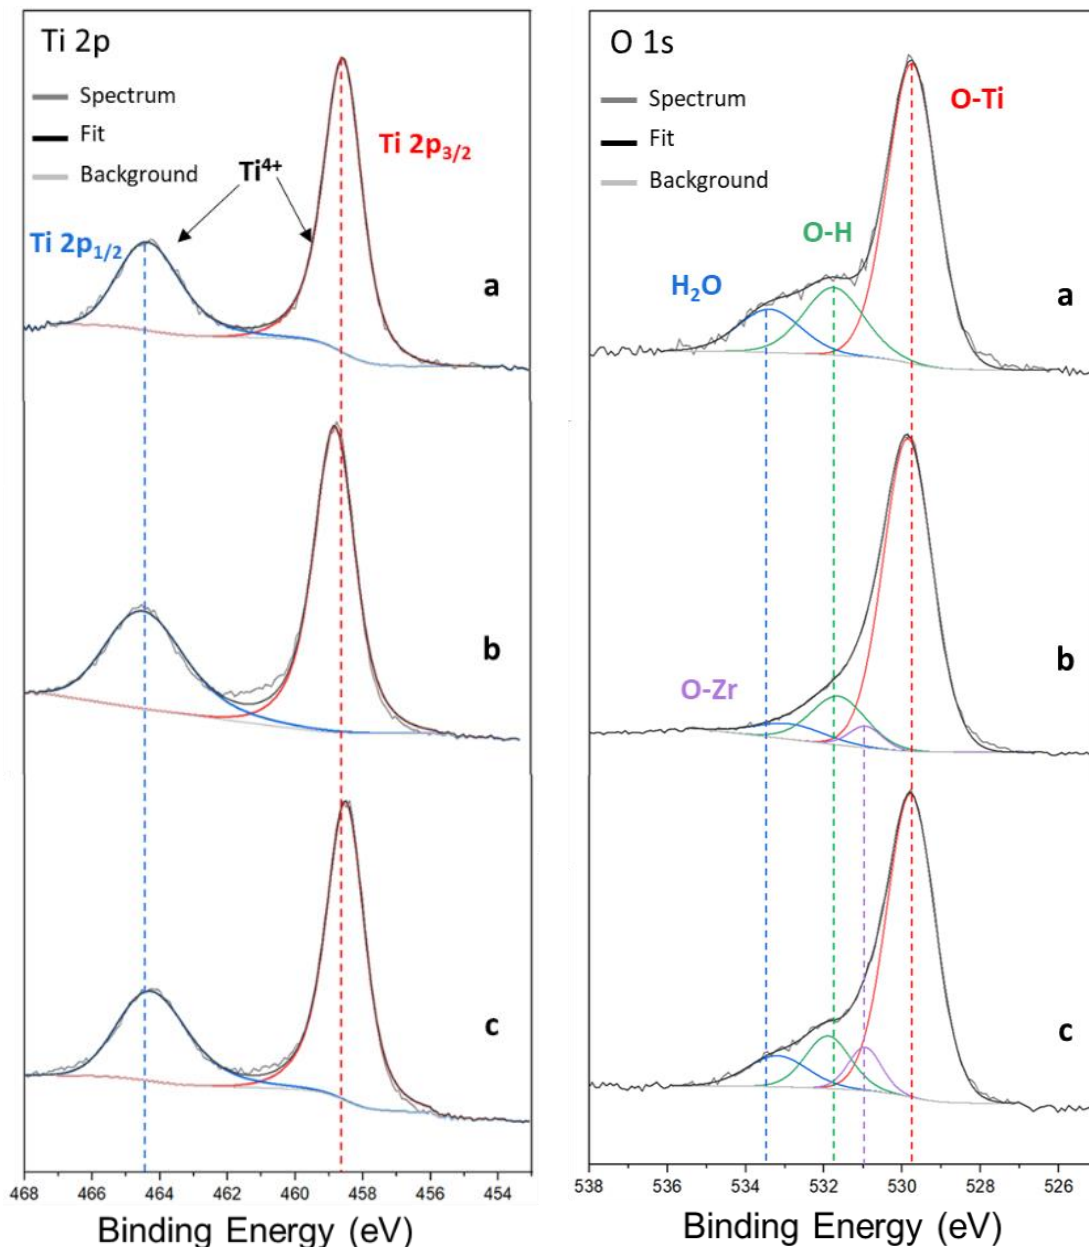 Ti 2p
Spectrum
Fit
Background
Ti⁴⁺
Ti 2p₃/₂
Ti 2p₁/₂
a
b
c
468 466 464 462 460 458 456 454
Binding Energy (eV)
O 1s
Spectrum
Fit
Background
O-Ti
O-H
H₂O
a
O-Zr
b
c
538 536 534 532 530 528 526
Binding Energy (eV)